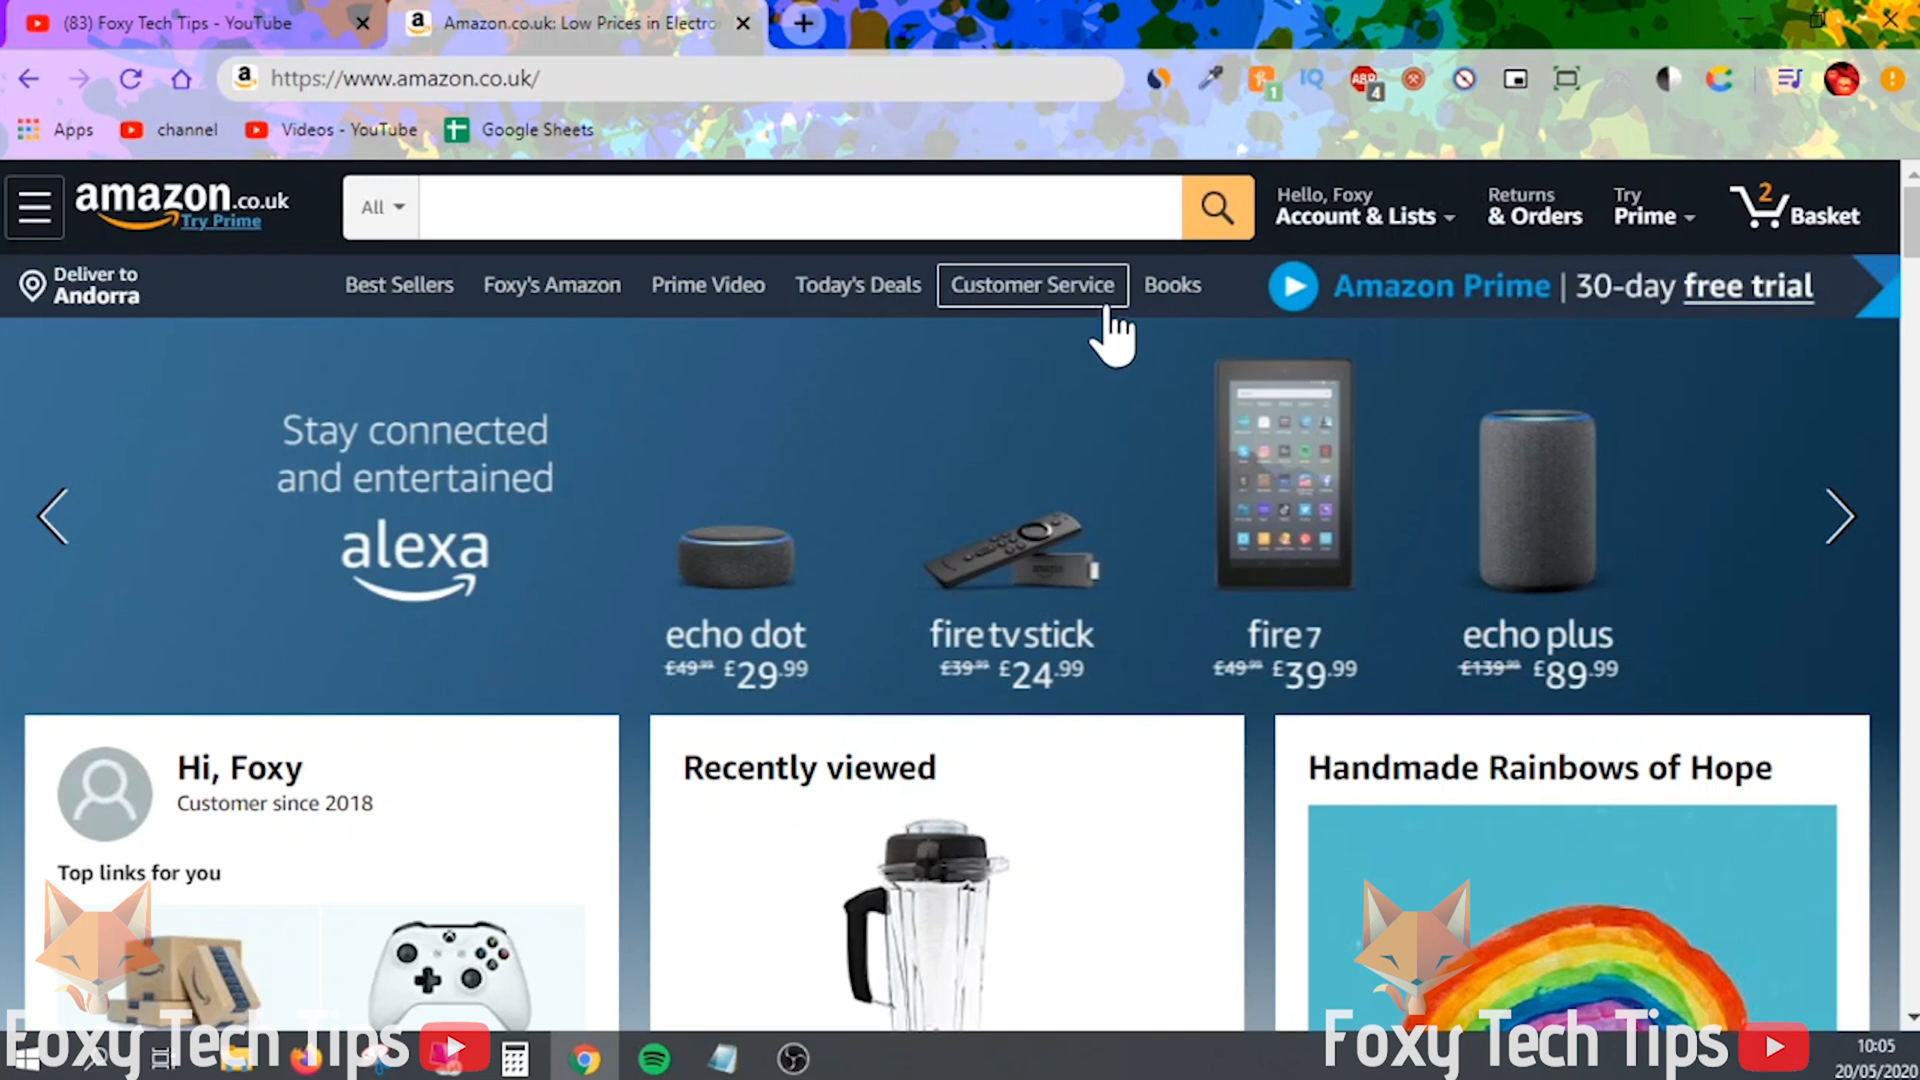 (83) Foxy Tech Tips - YouTube
Amazon.co.uk: Low Prices in Electro
https://www.amazon.co.uk/
1
IQ
ABP
4
Apps
channel
Videos - YouTube
Google Sheets
amazon.co.uk
Try Prime
All
Hello, Foxy
Account & Lists
Returns
& Orders
Try
Prime
2
Basket
Deliver to
Andorra
Best Sellers
Foxy's Amazon
Prime Video
Today's Deals
Customer Service
Books
Amazon Prime | 30-day free trial
Stay connected
and entertained
alexa
echo dot
£49.99 £29.99
fire tv stick
£39.99 £24.99
fire 7
£49.99 £39.99
echo plus
£139.99 £89.99
Hi, Foxy
Customer since 2018
Top links for you
Recently viewed
Handmade Rainbows of Hope
Foxy Tech Tips
Foxy Tech Tips
10:05
20/05/2020